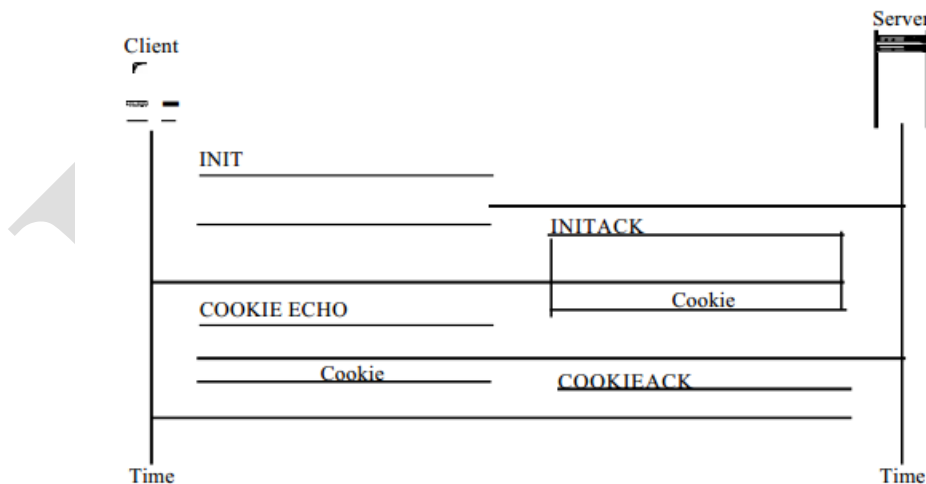 Server
Client
INIT
INITACK
Cookie
COOKIE ECHO
Cookie
COOKIEACK
Time
Time